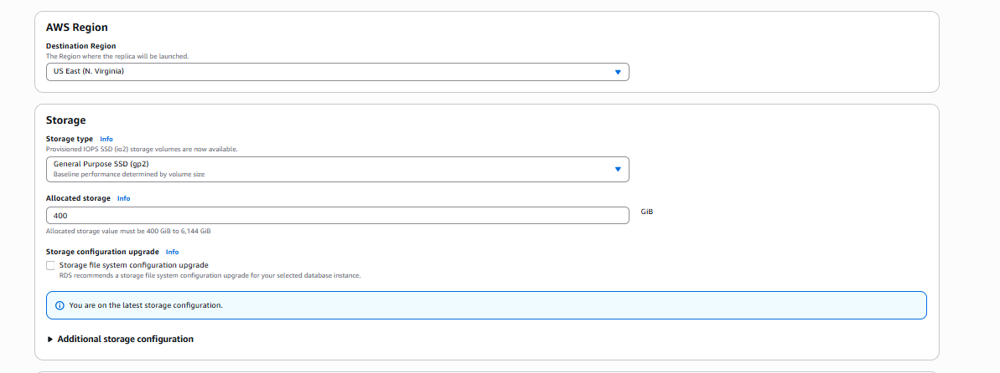 AWS Region
Destination Region
The Region where the replica will be launched.
US East (N. Virginia)
Storage
Storage type Info
Provisioned IOPS SSD (io2) storage volumes are now available.
General Purpose SSD (gp2)
Baseline performance determined by volume size
Allocated storage Info
400 GiB
Allocated storage value must be 400 GiB to 6,144 GiB
Storage configuration upgrade Info
Storage file system configuration upgrade
RDS recommends a storage file system configuration upgrade for your selected database instance.
You are on the latest storage configuration.
Additional storage configuration